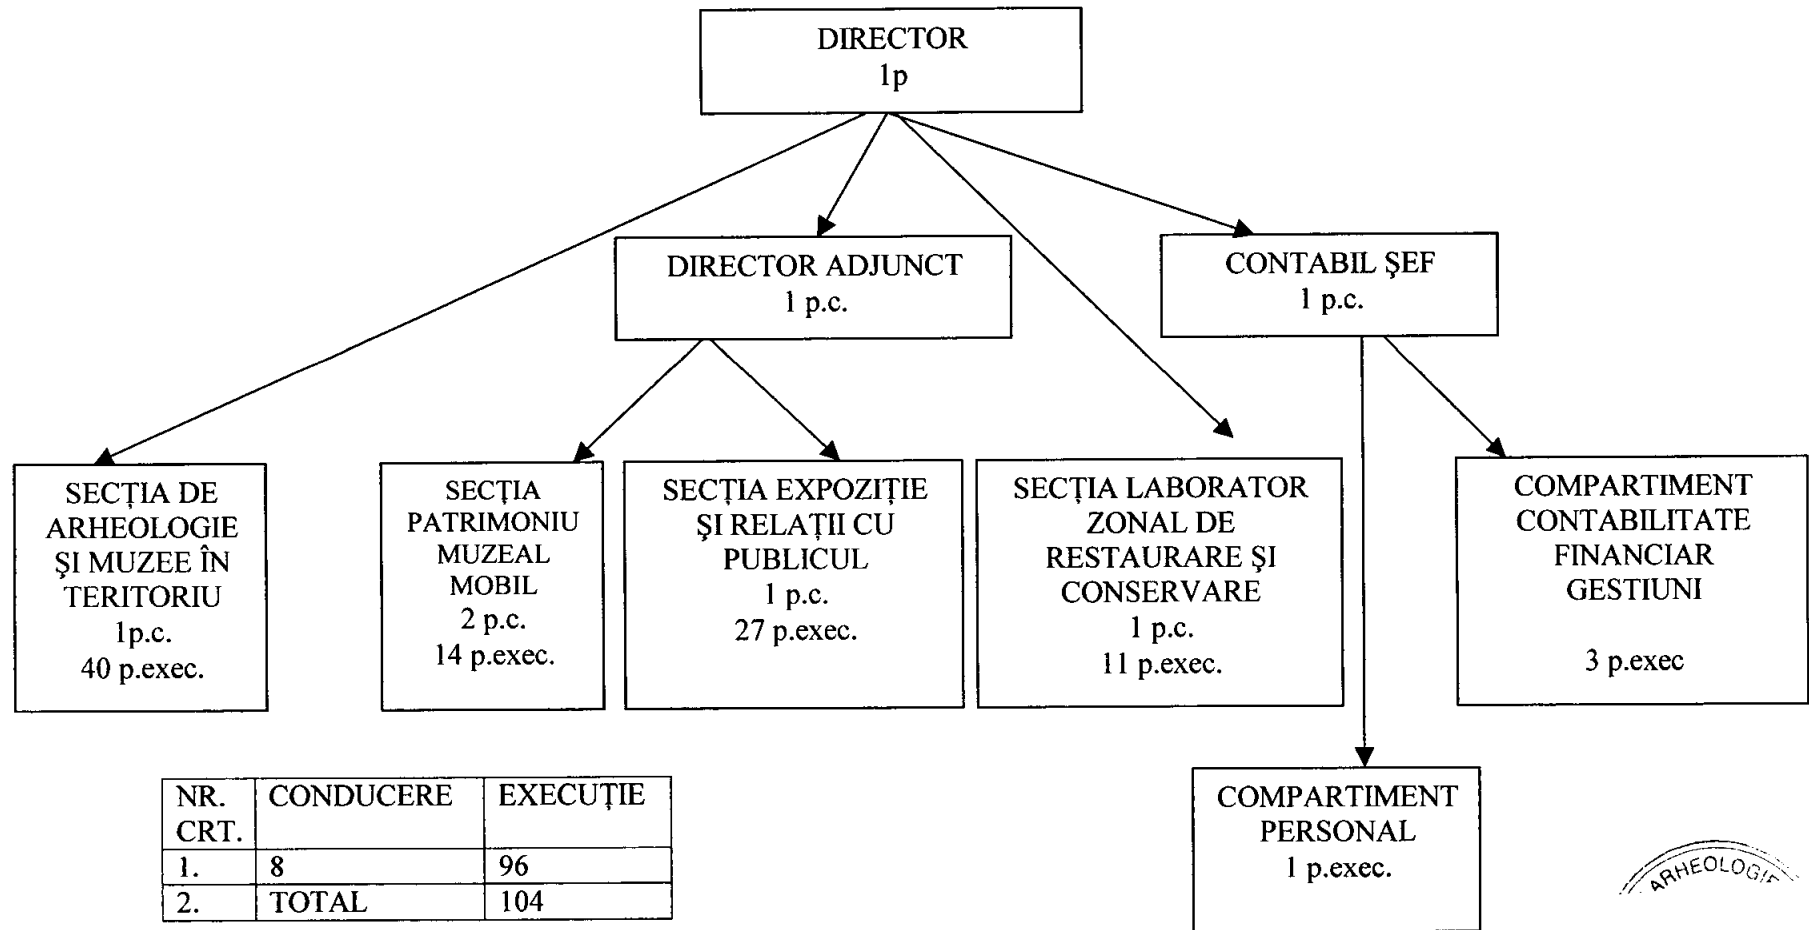 DIRECTOR
1p
DIRECTOR ADJUNCT
1 p.c.
CONTABIL ŞEF
1 p.c.
SECŢIA DE
ARHEOLOGIE
ŞI MUZEE ÎN
TERITORIU
1p.c.
40 p.exec.
SECŢIA
PATRIMONIU
MUZEAL
MOBIL
2 p.c.
14 p.exec.
SECŢIA EXPOZIŢIE
ŞI RELAŢII CU
PUBLICUL
1 p.c.
27 p.exec.
SECŢIA LABORATOR
ZONAL DE
RESTAURARE ŞI
CONSERVARE
1 p.c.
11 p.exec.
COMPARTIMENT
CONTABILITATE
FINANCIAR
GESTIUNI
3 p.exec
COMPARTIMENT
PERSONAL
1 p.exec.
NR. CONDUCERE EXECUŢIE
CRT.
1. 8 96
2. TOTAL 104
ARHEOLOGIE